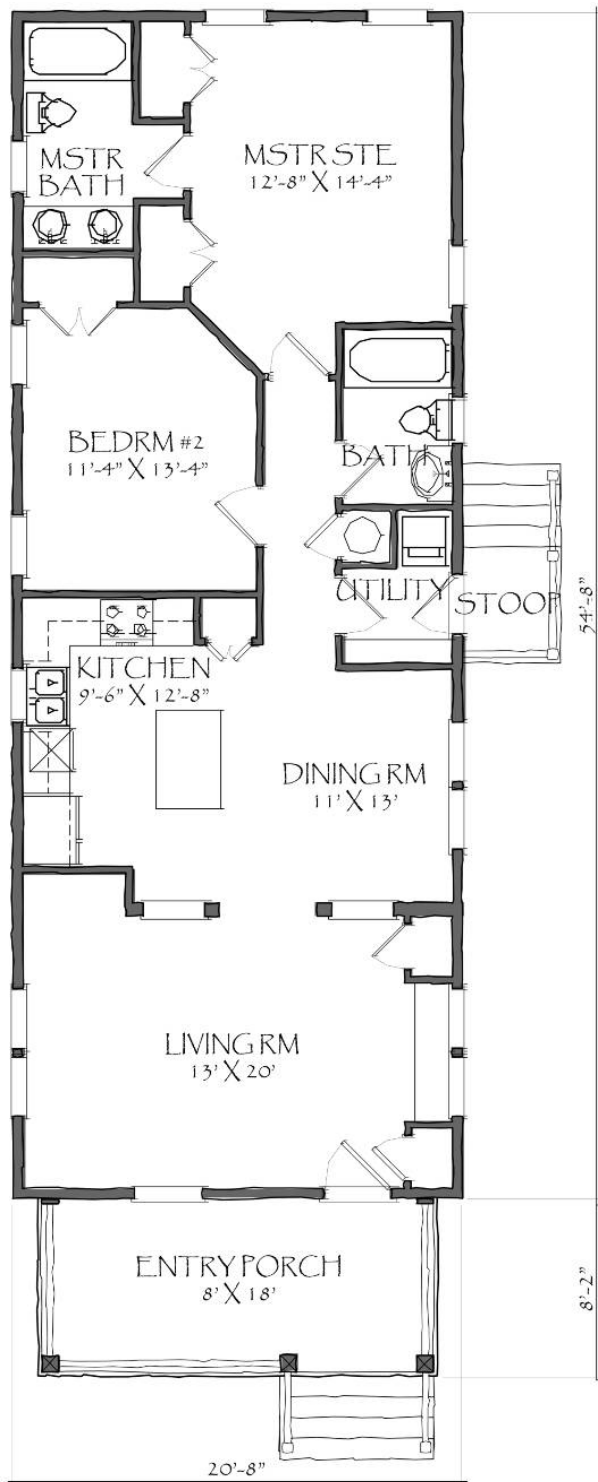 MSTR
BATH
MSTR STE
12'-8" X 14'-4"
BEDRM #2
11'-4" X 13'-4"
BATH
UTILITY
STOOP
54'-8"
KITCHEN
9'-6" X 12'-8"
DINING RM
11' X 13'
LIVING RM
13' X 20'
ENTRY PORCH
8' X 18'
8'-2"
20'-8"